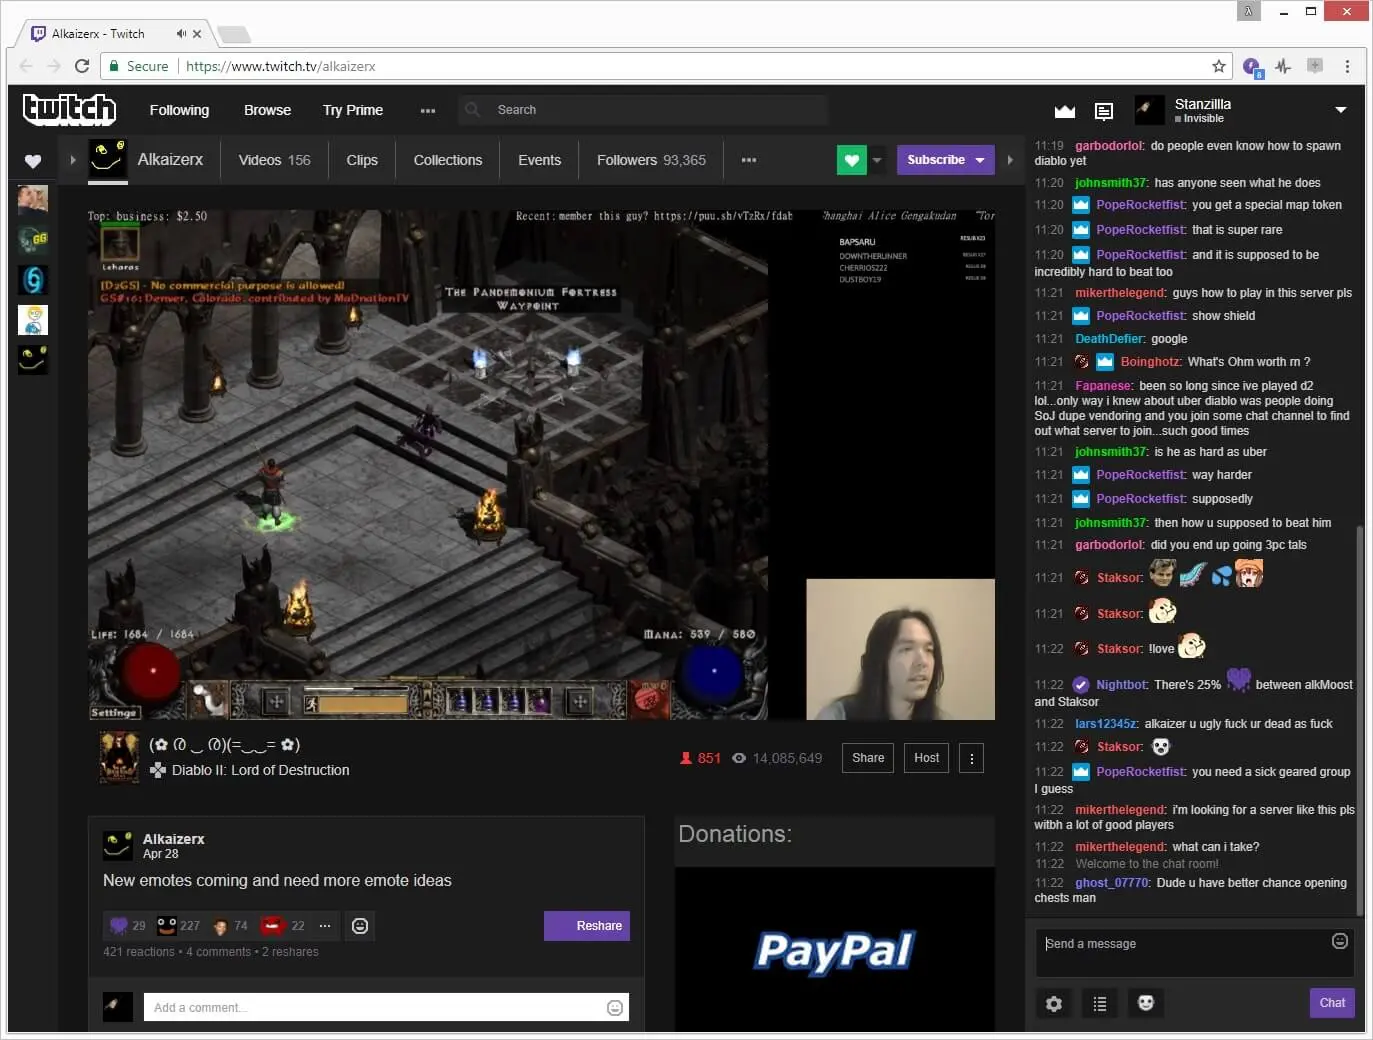 Alkaizerx - Twitch
Secure
https://www.twitch.tv/alkaizerx
8
twitch
Following
Browse
Try Prime
Search
Stanzillla
Invisible
Alkaizerx
Videos 156
Clips
Collections
Events
Followers 93,365
Subscribe
GG
Top: business: $2.50
Recent: member this guy? https://puu.sh/vTzRx/fdab
Shanghai Alice Gengakudan
"Tor
Leharas
[D2GS] - No commercial purpose is allowed!
GS#16: Denver, Colorado, contributed by MaDnationTV
The Pandemonium Fortress
Waypoint
BAPSARU
DOWNTHERLINNER
CHERRIOS222
DUSTBOY19
Life: 1684 / 1684
Mana: 539 / 580
Settings
(=‿‿= ✿)
Diablo II: Lord of Destruction
851
14,085,649
Share
Host
Alkaizerx
Apr 28
New emotes coming and need more emote ideas
29
227
74
22
Reshare
421 reactions • 4 comments • 2 reshares
Add a comment...
Donations:
PayPal
11:19 garbodorlol: do people even know how to spawn
diablo yet
11:20 johnsmith37: has anyone seen what he does
11:20 PopeRocketfist: you get a special map token
11:20 PopeRocketfist: that is super rare
11:20 PopeRocketfist: and it is supposed to be
incredibly hard to beat too
11:21 mikerthelegend: guys how to play in this server pls
11:21 PopeRocketfist: show shield
11:21 DeathDefier: google
11:21 Boinghotz: What's Ohm worth rn ?
11:21 Fapanese: been so long since ive played d2
lol...only way i knew about uber diablo was people doing
SoJ dupe vendoring and you join some chat channel to find
out what server to join...such good times
11:21 johnsmith37: is he as hard as uber
11:21 PopeRocketfist: way harder
11:21 PopeRocketfist: supposedly
11:21 johnsmith37: then how u supposed to beat him
11:21 garbodorlol: did you end up going 3pc tals
11:21 Staksor:
11:21 Staksor:
11:22 Staksor: !love
11:22 Nightbot: There's 25% between alkMoost
and Staksor
11:22 lars12345z: alkaizer u ugly fuck ur dead as fuck
11:22 Staksor:
11:22 PopeRocketfist: you need a sick geared group
I guess
11:22 mikerthelegend: i'm looking for a server like this pls
witbh a lot of good players
11:22 mikerthelegend: what can i take?
11:22 Welcome to the chat room!
11:22 ghost_07770: Dude u have better chance opening
chests man
Send a message
Chat